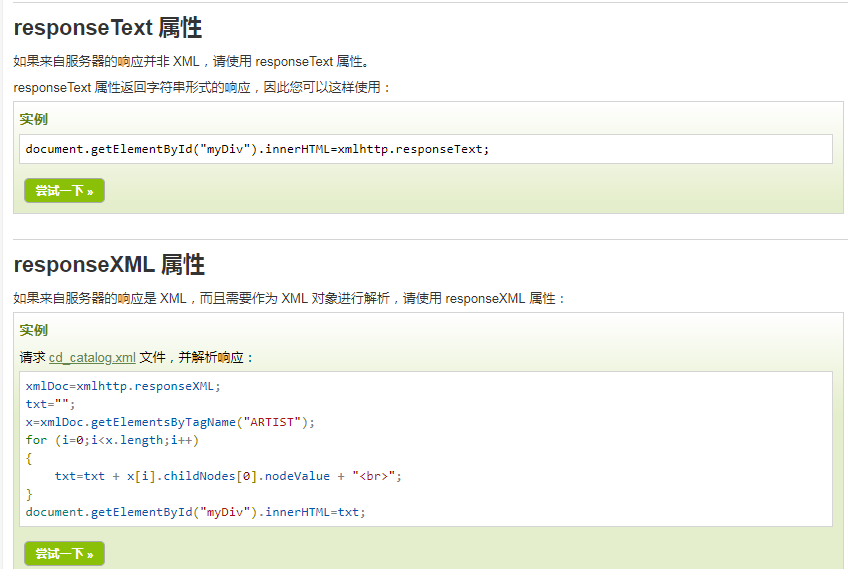 responseText 属性
如果来自服务器的响应并非 XML，请使用 responseText 属性。
responseText 属性返回字符串形式的响应，因此您可以这样使用：
实例
document.getElementById("myDiv").innerHTML=xmlhttp.responseText;
尝试一下 »
responseXML 属性
如果来自服务器的响应是 XML，而且需要作为 XML 对象进行解析，请使用 responseXML 属性：
实例
请求 cd_catalog.xml 文件，并解析响应：
xmlDoc=xmlhttp.responseXML;
txt="";
x=xmlDoc.getElementsByTagName("ARTIST");
for (i=0;i<x.length;i++)
{
    txt=txt + x[i].childNodes[0].nodeValue + "<br>";
}
document.getElementById("myDiv").innerHTML=txt;
尝试一下 »